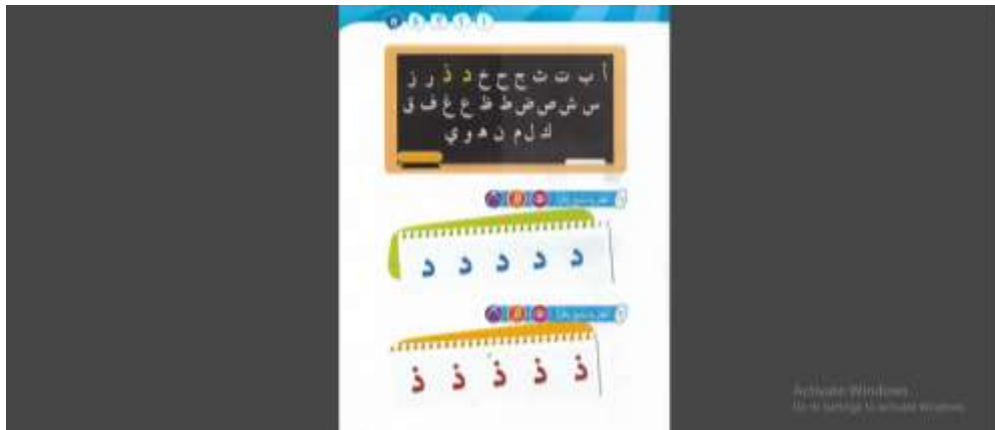 أ ب ت ث ج ح خ د ذ ر ز
س ش ص ض ط ظ ع غ ف ق
ك ل م ن ه و ي
د د د د د
ذ ذ ذ ذ ذ
Activate Windows
Go to Settings to activate Windows.